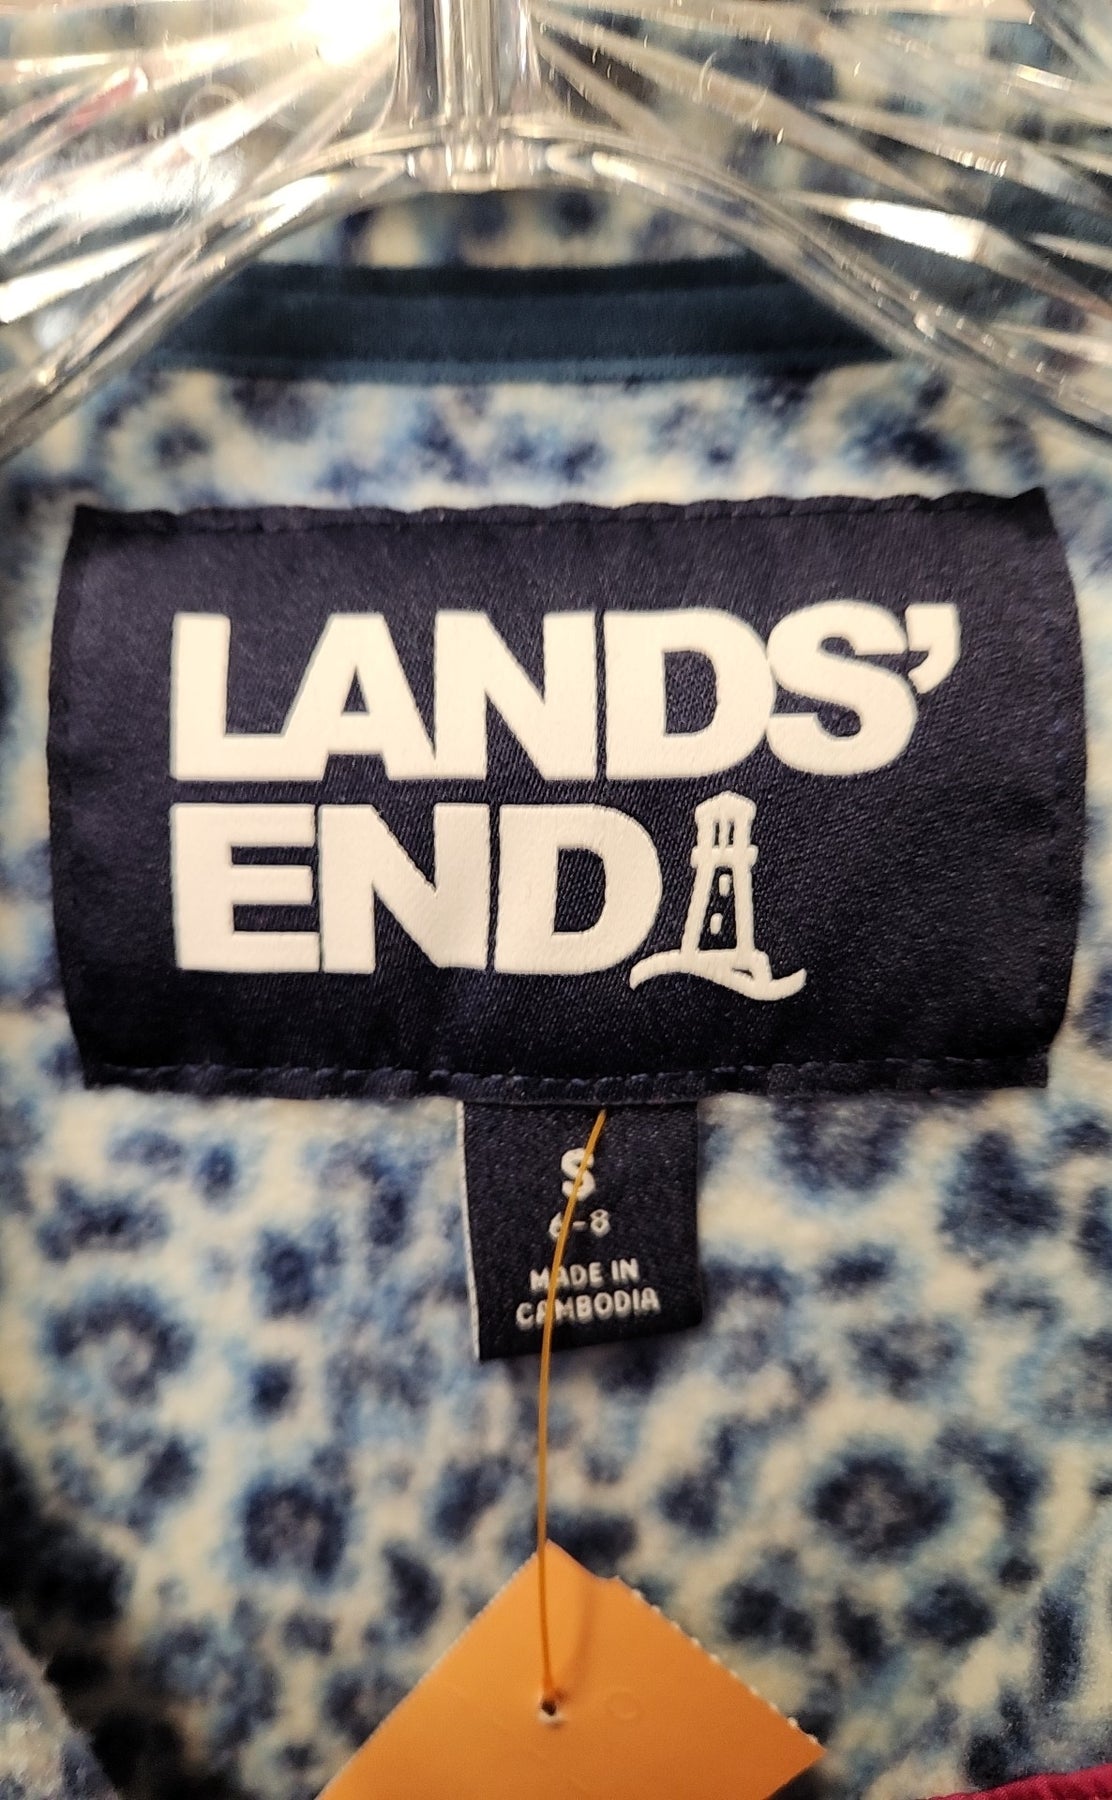 LANDS'
END
S
6-8
MADE IN
CAMBODIA